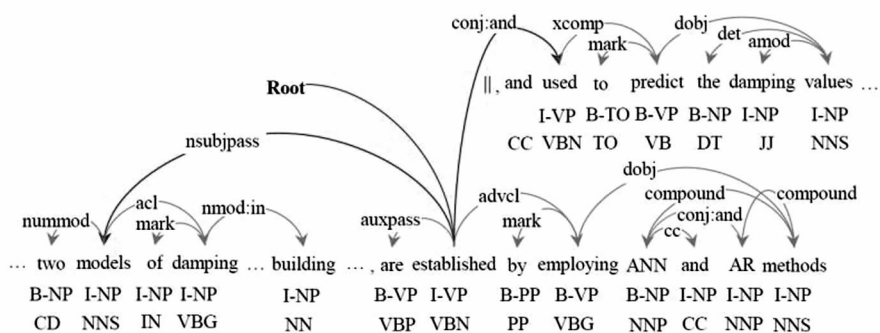 conj:and xcomp dobj
mark det amod
||, and used to predict the damping values ...
I-VP B-TO B-VP B-NP I-NP I-NP
CC VBN TO VB DT JJ NNS
Root
nsubjpass
dobj
acl advcl compound compound
nummod mark nmod:in auxpass mark conj:and
cc
... two models of damping ... building ... , are established by employing ANN and AR methods
B-NP I-NP I-NP I-NP I-NP B-VP I-VP B-PP B-VP B-NP I-NP I-NP I-NP
CD NNS IN VBG NN VBP VBN PP VBG NNP CC NNP NNS